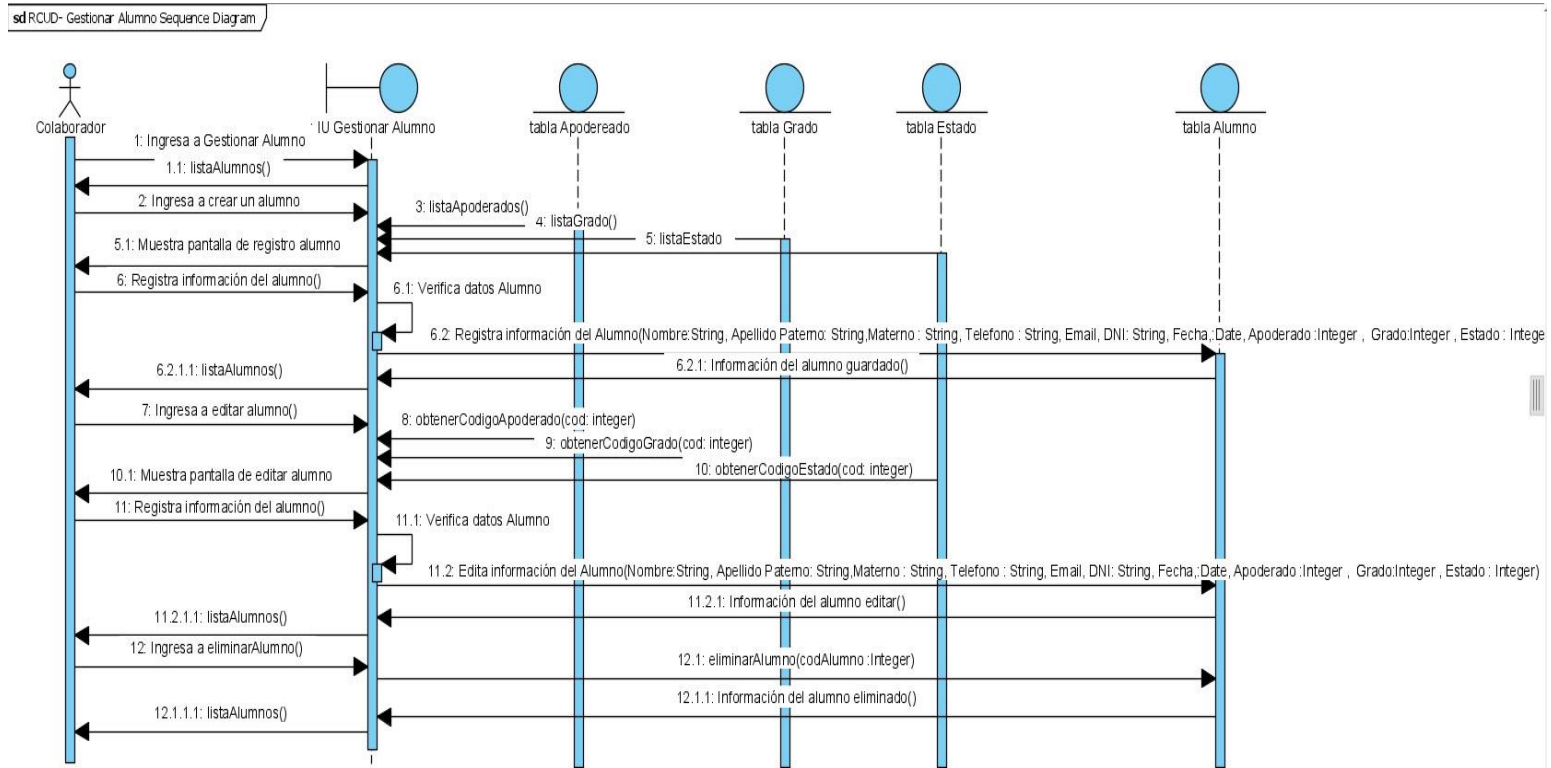 sd RCUD- Gestionar Alumno Sequence Diagram
Colaborador
IU Gestionar Alumno
tabla Apodereado
tabla Grado
tabla Estado
tabla Alumno
1: Ingresa a Gestionar Alumno
1.1: listaAlumnos()
2: Ingresa a crear un alumno
3: listaApoderados()
4: listaGrado()
5: listaEstado
5.1: Muestra pantalla de registro alumno
6: Registra información del alumno()
6.1: Verifica datos Alumno
6.2: Registra información del Alumno(Nombre:String, Apellido Paterno: String,Materno : String, Telefono : String, Email, DNI: String, Fecha,:Date, Apoderado :Integer , Grado:Integer , Estado : Intege
6.2.1: Información del alumno guardado()
6.2.1.1: listaAlumnos()
7: Ingresa a editar alumno()
8: obtenerCodigoApoderado(cod: integer)
9: obtenerCodigoGrado(cod: integer)
10: obtenerCodigoEstado(cod: integer)
10.1: Muestra pantalla de editar alumno
11: Registra información del alumno()
11.1: Verifica datos Alumno
11.2: Edita información del Alumno(Nombre:String, Apellido Paterno: String,Materno : String, Telefono : String, Email, DNI: String, Fecha,:Date, Apoderado :Integer , Grado:Integer , Estado : Integer)
11.2.1: Información del alumno editar()
11.2.1.1: listaAlumnos()
12: Ingresa a eliminarAlumno()
12.1: eliminarAlumno(codAlumno :Integer)
12.1.1: Información del alumno eliminado()
12.1.1.1: listaAlumnos()